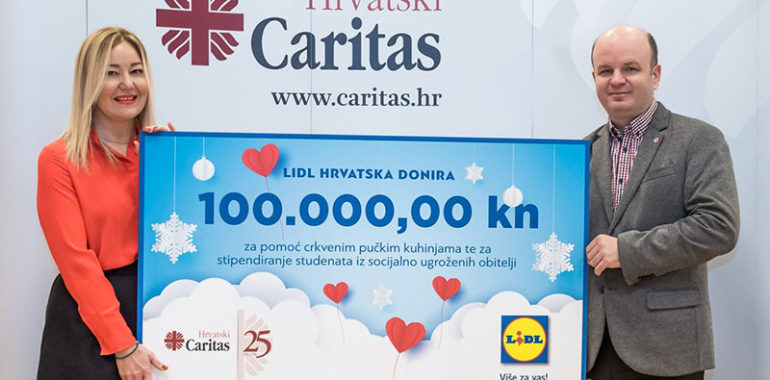 Hrvatski
Caritas
www.caritas.hr
LIDL HRVATSKA DONIRA
100.000,00 kn
za pomoć crkvenim pučkim kuhinjama te za
stipendiranje studenata iz socijalno ugroženih obitelji
Hrvatski
Caritas
25
LIDL
Više za vas!